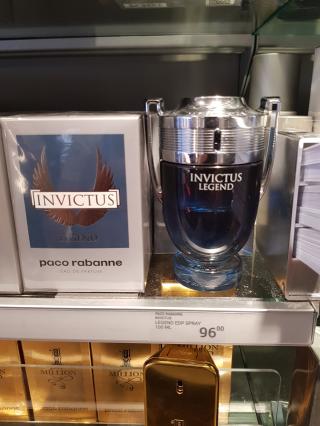 INVICTUS
LEGEND
paco rabanne
EAU DE PARFUM
INVICTUS
LEGEND
PACO RABANNE
INVICTUS
LEGEND EDP SPRAY
100 ML
96
MILLION
MILLION